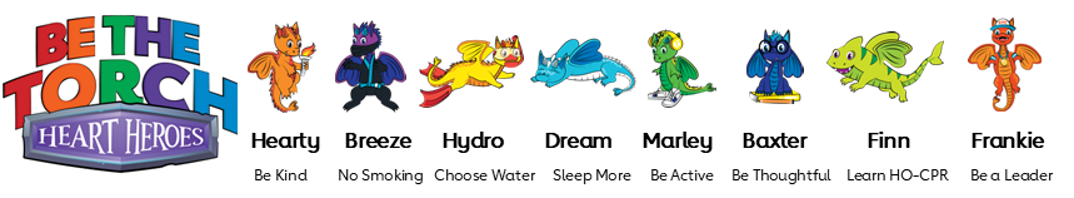 BE THE
TORCH
HEART HEROES
Hearty Breeze Hydro Dream Marley Baxter Finn Frankie
Be Kind No Smoking Choose Water Sleep More Be Active Be Thoughtful Learn HO-CPR Be a Leader